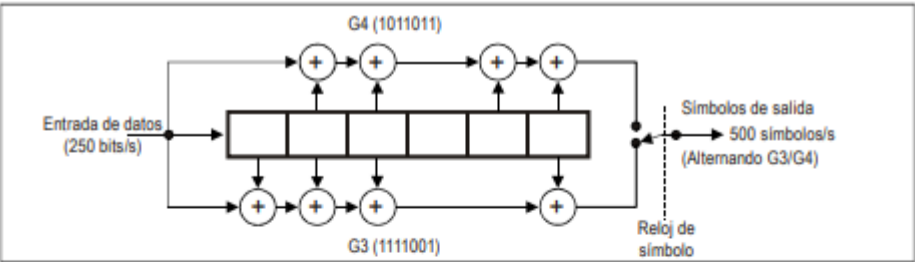 G4 (1011011)
+ + + +
Entrada de datos
(250 bits/s)
Símbolos de salida
500 símbolos/s
(Alternando G3/G4)
+ + + +
G3 (1111001)
Reloj de
símbolo